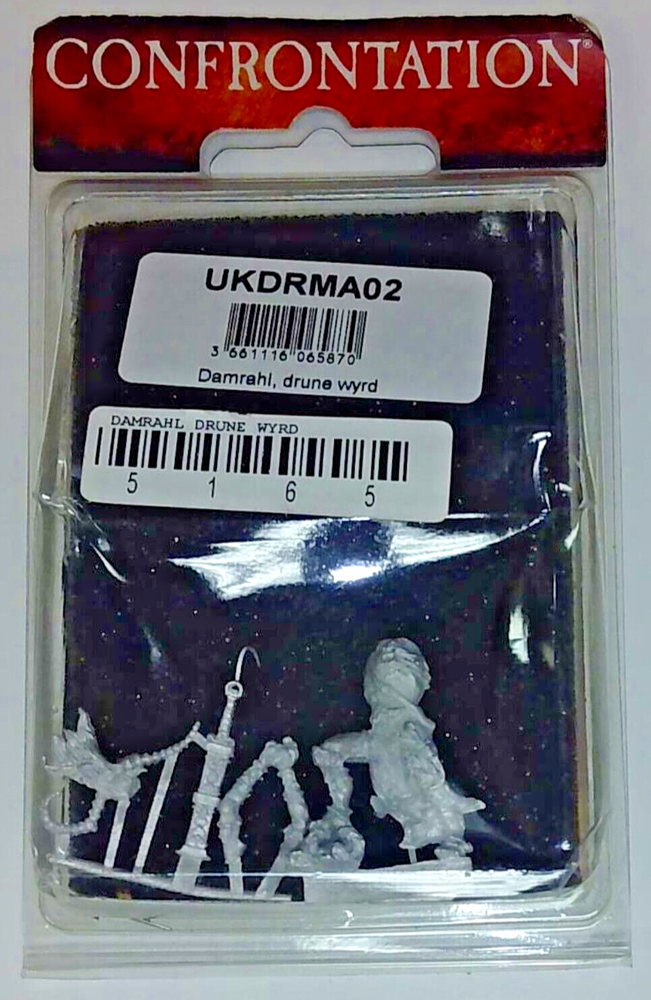 CONFRONTATION®
UKDRMA02
3 661116 065870
Damrahl, drune wyrd
DAMRAHL DRUNE WYRD
5 1 6 5